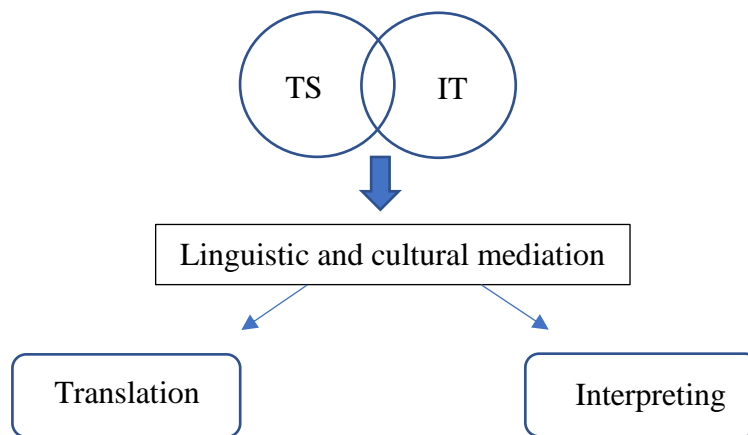 TS
IT
Linguistic and cultural mediation
Translation
Interpreting